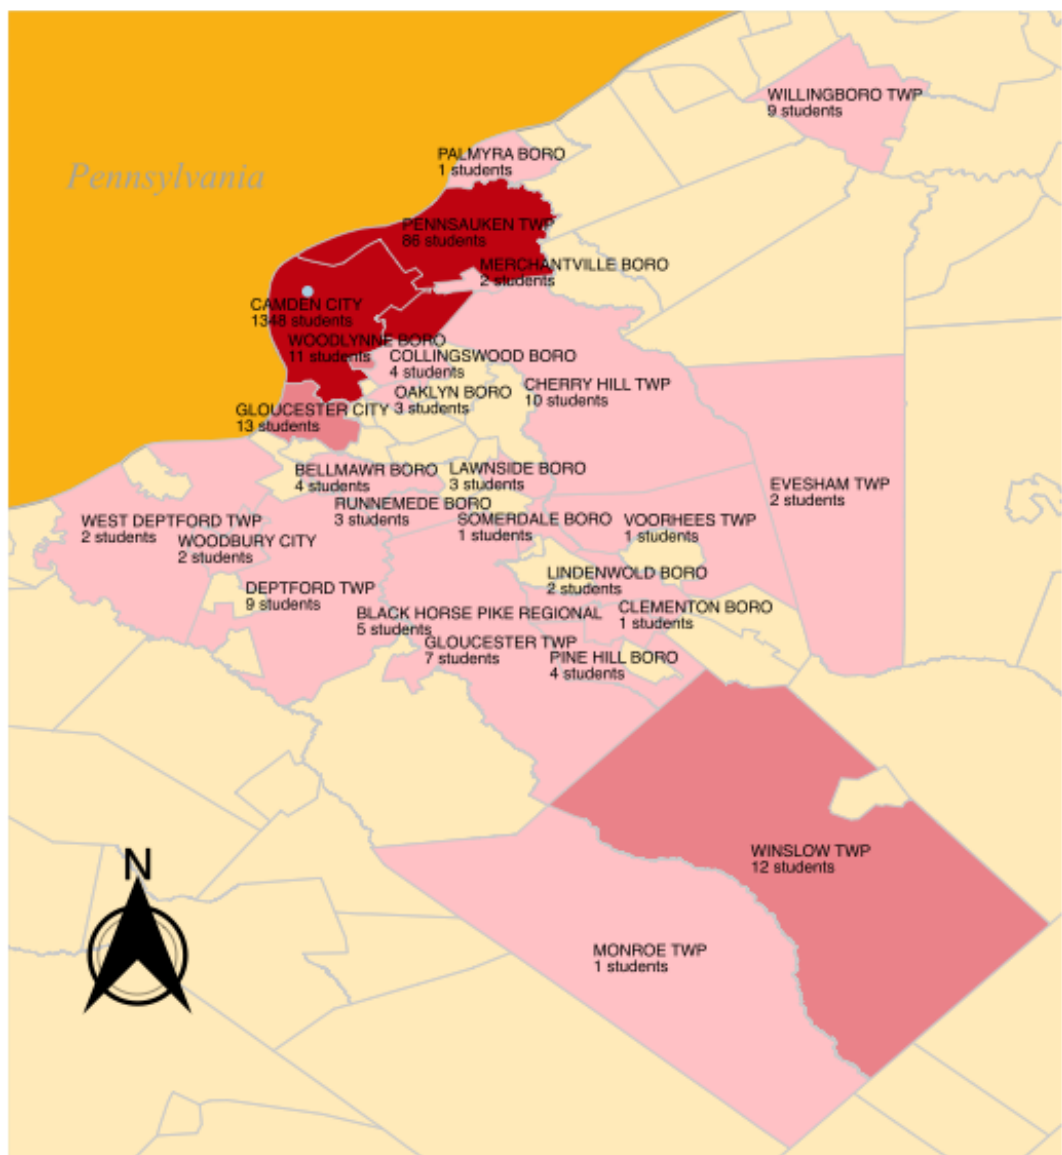 WILLINGBORO TWP
9 students
PALMYRA BORO
1 students
Pennsylvania
PENNSAUKEN TWP
86 students
MERCHANTVILLE BORO
2 students
CAMDEN CITY
1348 students
WOODLYNNE BORO
11 students
COLLINGSWOOD BORO
4 students
CHERRY HILL TWP
10 students
OAKLYN BORO
3 students
GLOUCESTER CITY
13 students
BELLMAWR BORO
4 students
LAWNSIDE BORO
3 students
EVESHAM TWP
2 students
RUNNEMEDE BORO
3 students
SOMERDALE BORO
1 students
VOORHEES TWP
1 students
WEST DEPTFORD TWP
2 students
WOODBURY CITY
2 students
LINDENWOLD BORO
2 students
DEPTFORD TWP
9 students
BLACK HORSE PIKE REGIONAL
5 students
CLEMENTON BORO
1 students
GLOUCESTER TWP
7 students
PINE HILL BORO
4 students
WINSLOW TWP
12 students
N
MONROE TWP
1 students